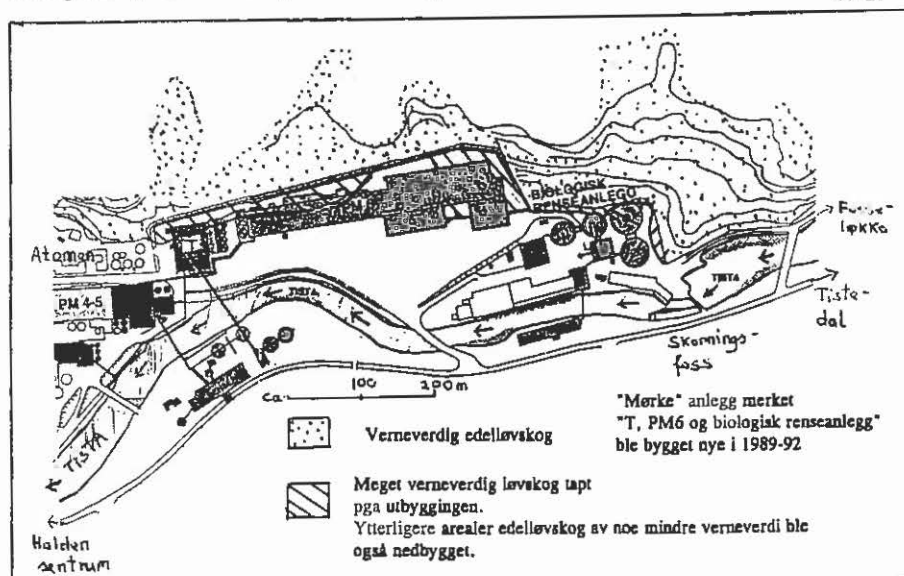 BIOLOGISK
RENSEANLEGG
Atomen
Fosse-
løkka
TISTA
PM 4-5
TISTA
Tiste-
dal
Skornings-
foss
ca.
100
200m
TISTA
Halden
sentrum
Verneverdig edelløvskog
"Mørke" anlegg merket
"T, PM6 og biologisk renseanlegg"
ble bygget nye i 1989-92
Meget verneverdig løvskog tapt
pga utbyggingen.
Ytterligere arealer edelløvskog av noe mindre verneverdi ble
også nedbygget.